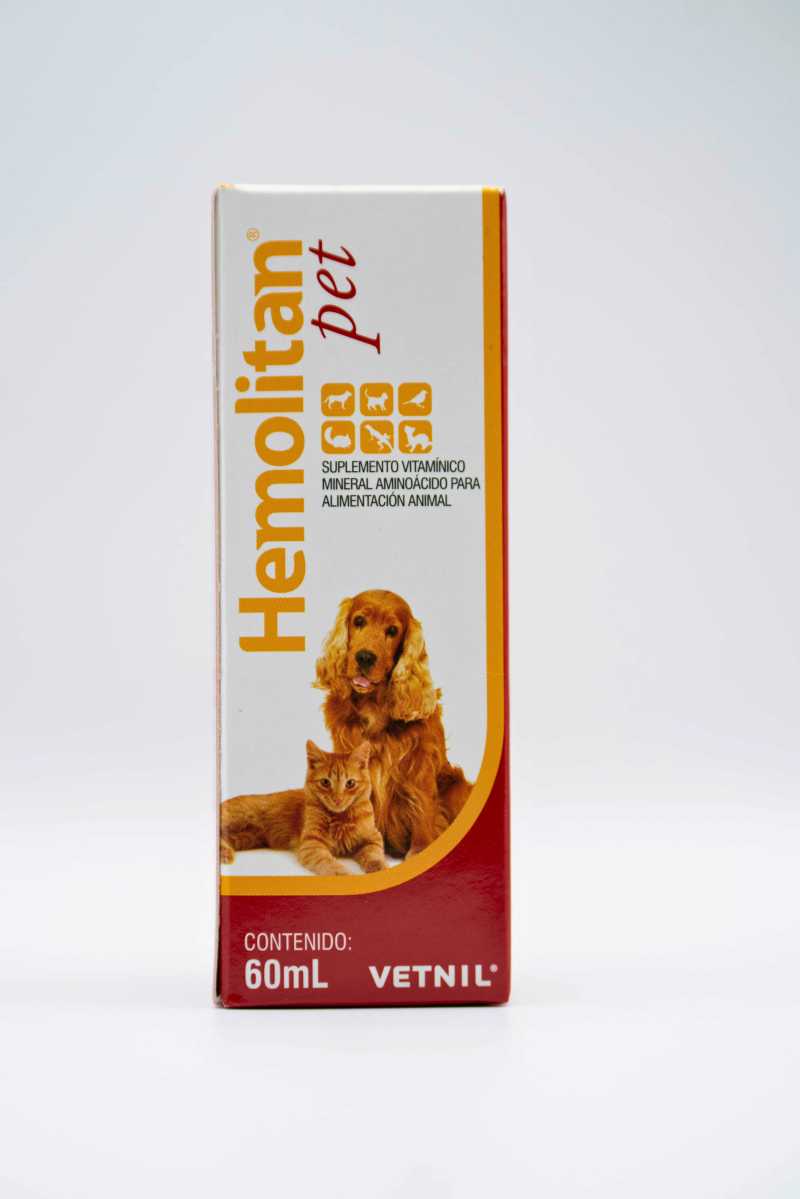 Hemolitan®
pet
SUPLEMENTO VITAMÍNICO
MINERAL AMINOÁCIDO PARA
ALIMENTACIÓN ANIMAL
CONTENIDO:
60mL
VETNIL®